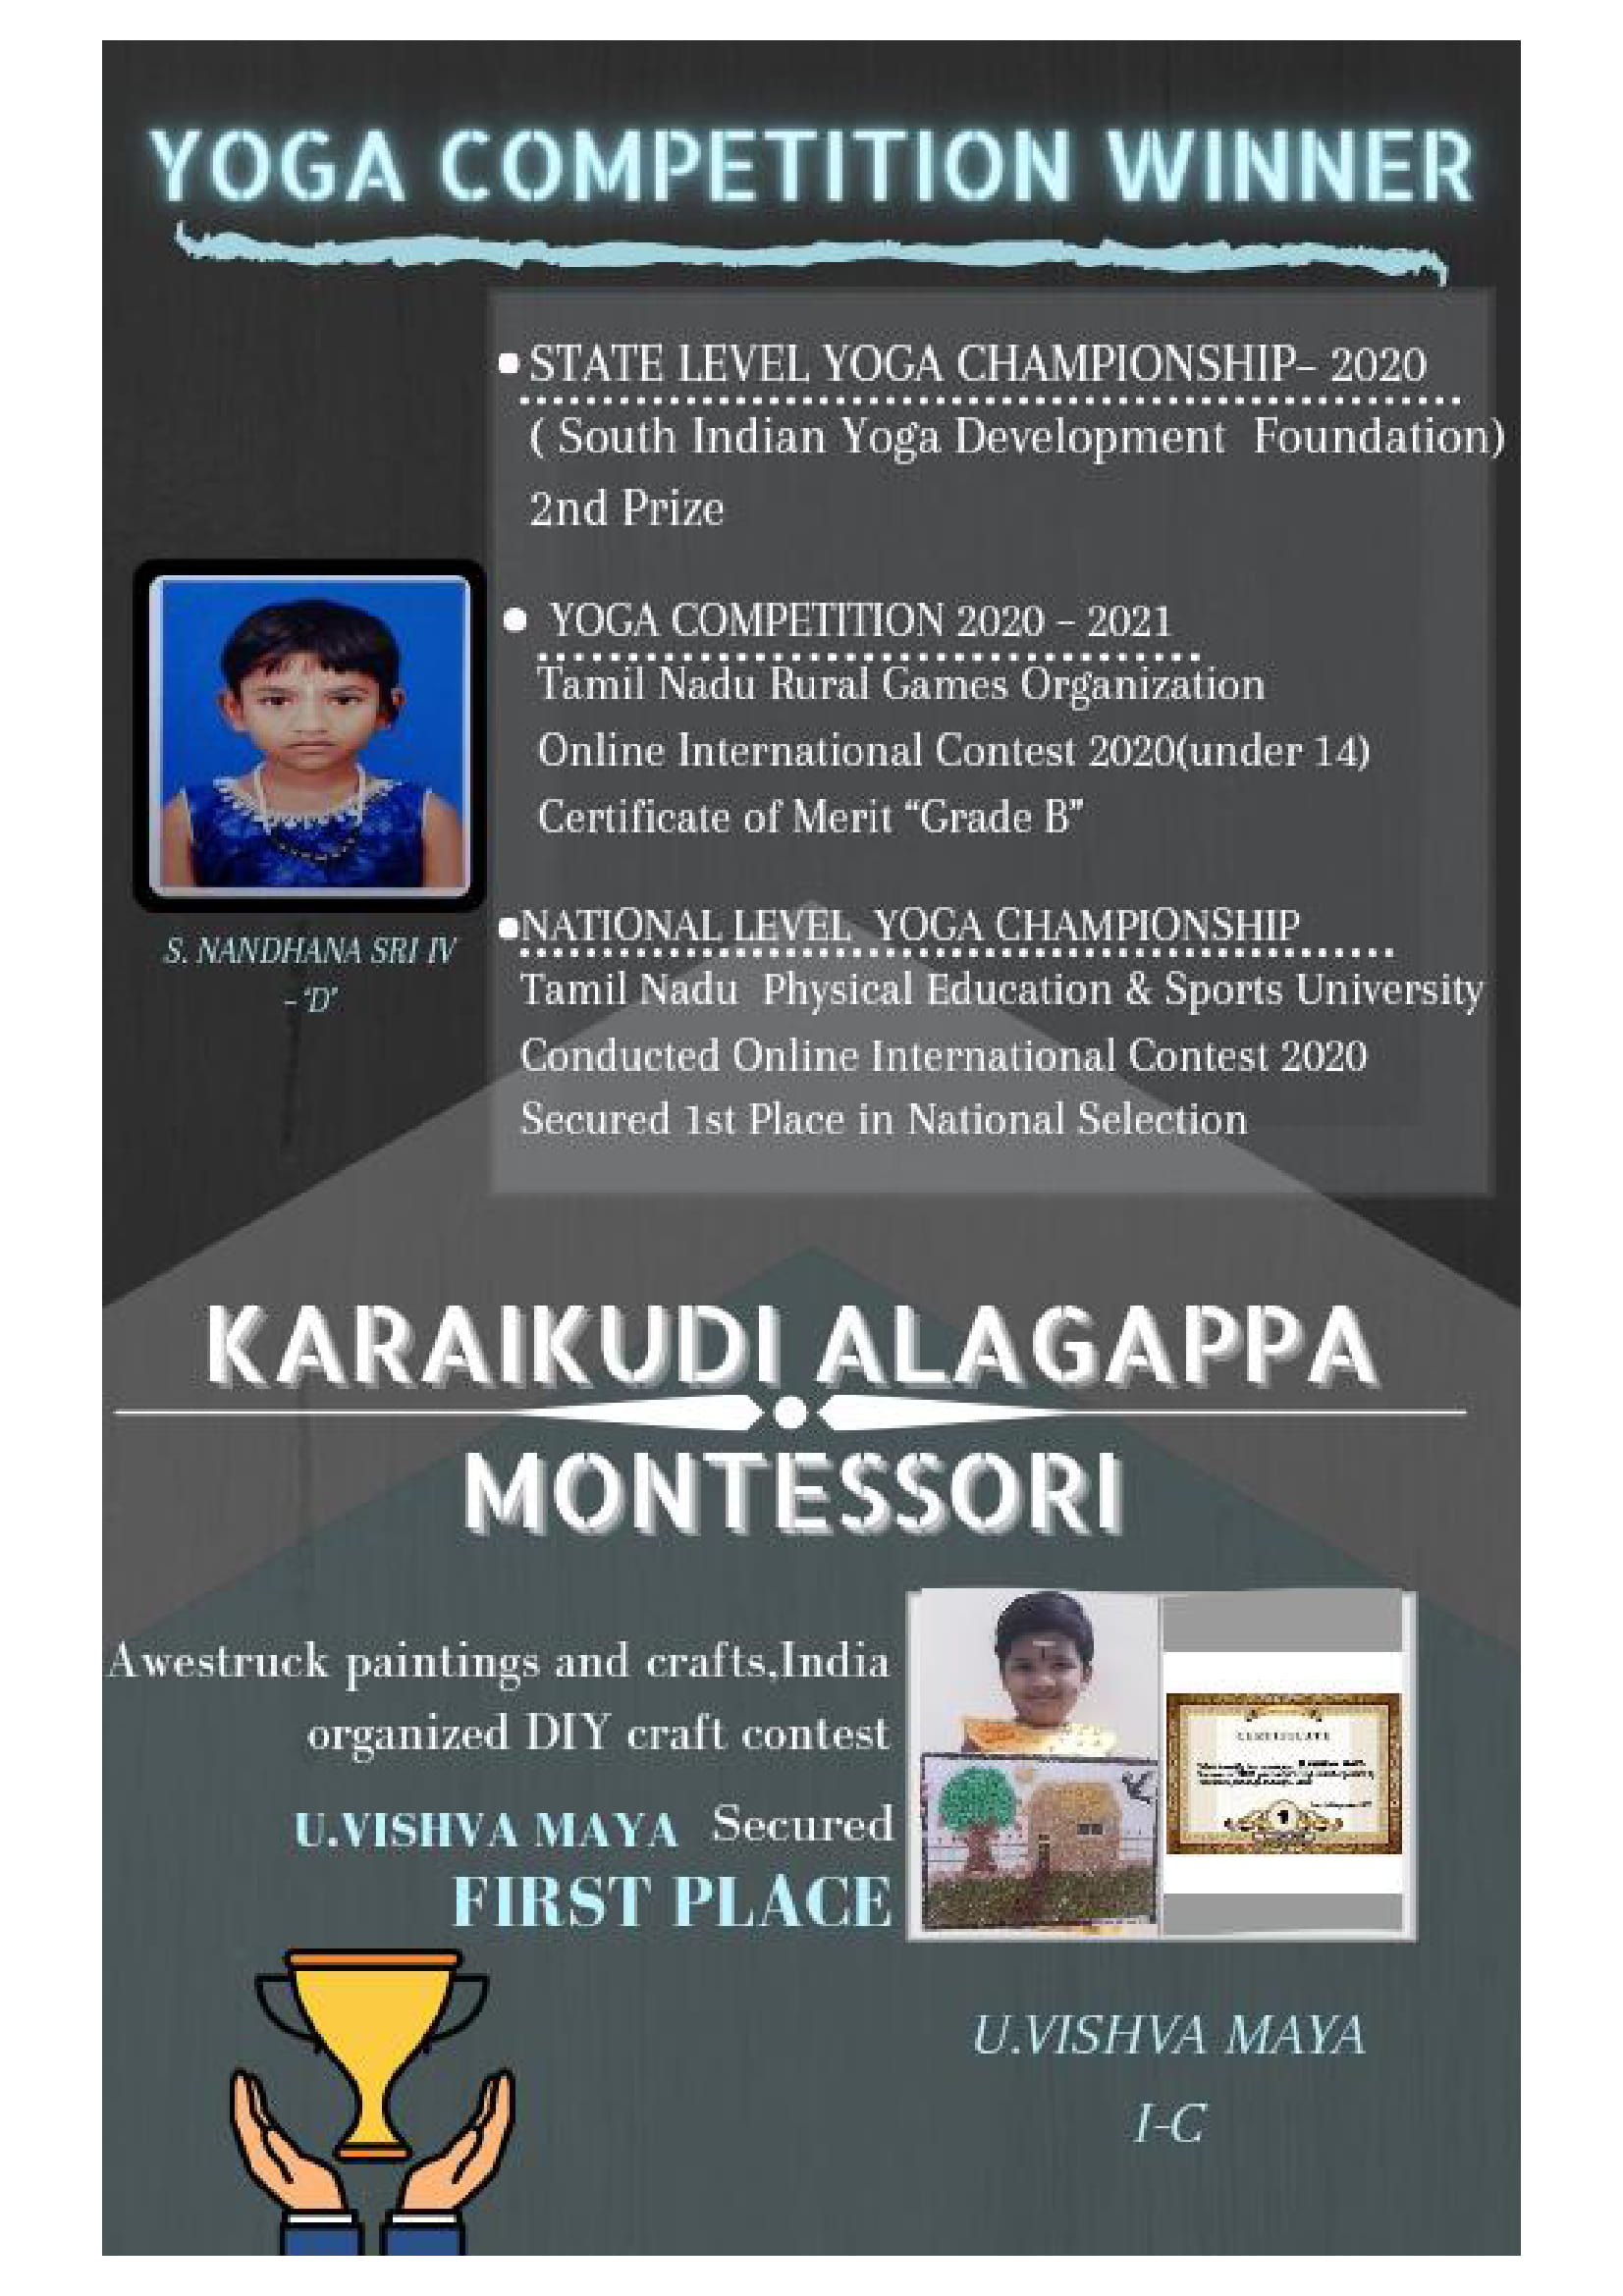 YOGA COMPETITION WINNER
STATE LEVEL YOGA CHAMPIONSHIP– 2020
( South Indian Yoga Development Foundation)
2nd Prize
YOGA COMPETITION 2020 – 2021
Tamil Nadu Rural Games Organization
Online International Contest 2020(under 14)
Certificate of Merit “Grade B”
NATIONAL LEVEL YOGA CHAMPIONSHIP
Tamil Nadu Physical Education & Sports University
Conducted Online International Contest 2020
Secured 1st Place in National Selection
S. NANDHANA SRI IV
– ‘D’
KARAIKUDI ALAGAPPA
MONTESSORI
Awestruck paintings and crafts,India
organized DIY craft contest
U.VISHVA MAYA Secured
FIRST PLACE
CERTIFICATE
U.VISHVA MAYA
I-C